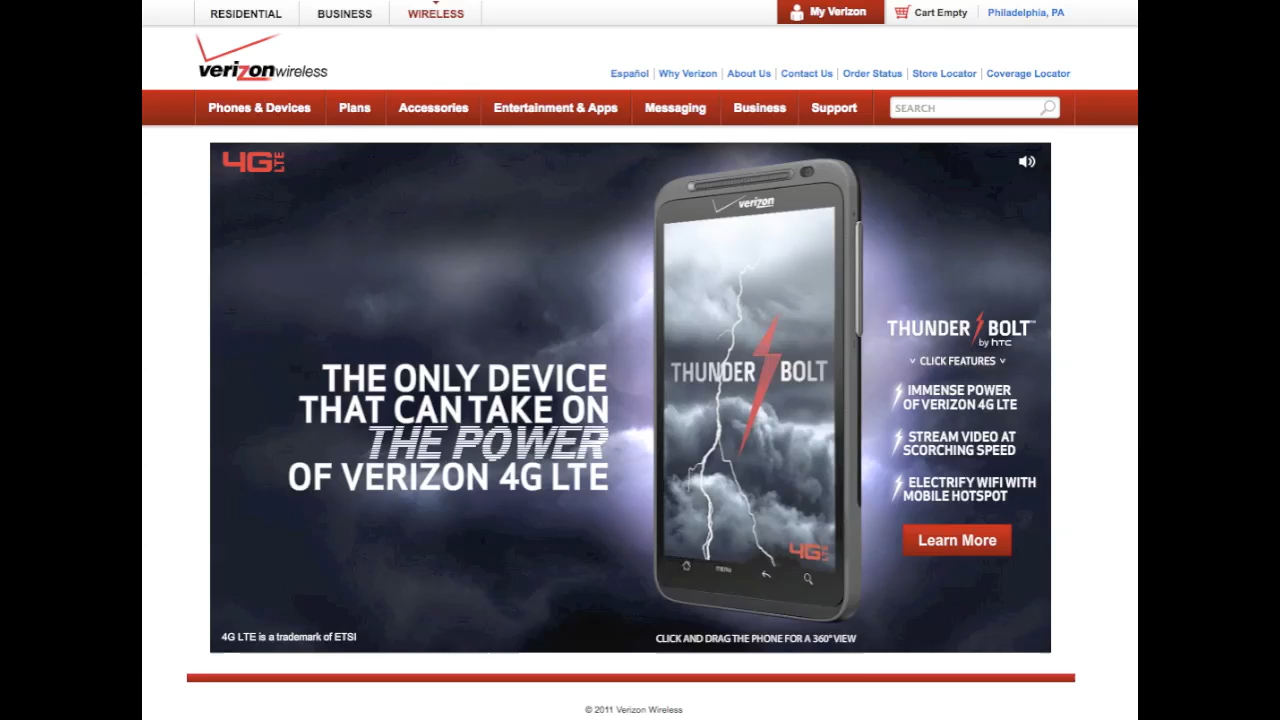 RESIDENTIAL
BUSINESS
WIRELESS
My Verizon
Cart Empty
Philadelphia, PA
verizonwireless
Español
Why Verizon
About Us
Contact Us
Order Status
Store Locator
Coverage Locator
Phones & Devices
Plans
Accessories
Entertainment & Apps
Messaging
Business
Support
SEARCH
4G LTE
THE ONLY DEVICE
THAT CAN TAKE ON
THE POWER
OF VERIZON 4G LTE
verizon
THUNDER BOLT
4G LTE
menu
THUNDER BOLT™
by htc
CLICK FEATURES
IMMENSE POWER
OF VERIZON 4G LTE
STREAM VIDEO AT
SCORCHING SPEED
ELECTRIFY WIFI WITH
MOBILE HOTSPOT
Learn More
4G LTE is a trademark of ETSI
CLICK AND DRAG THE PHONE FOR A 360° VIEW
© 2011 Verizon Wireless